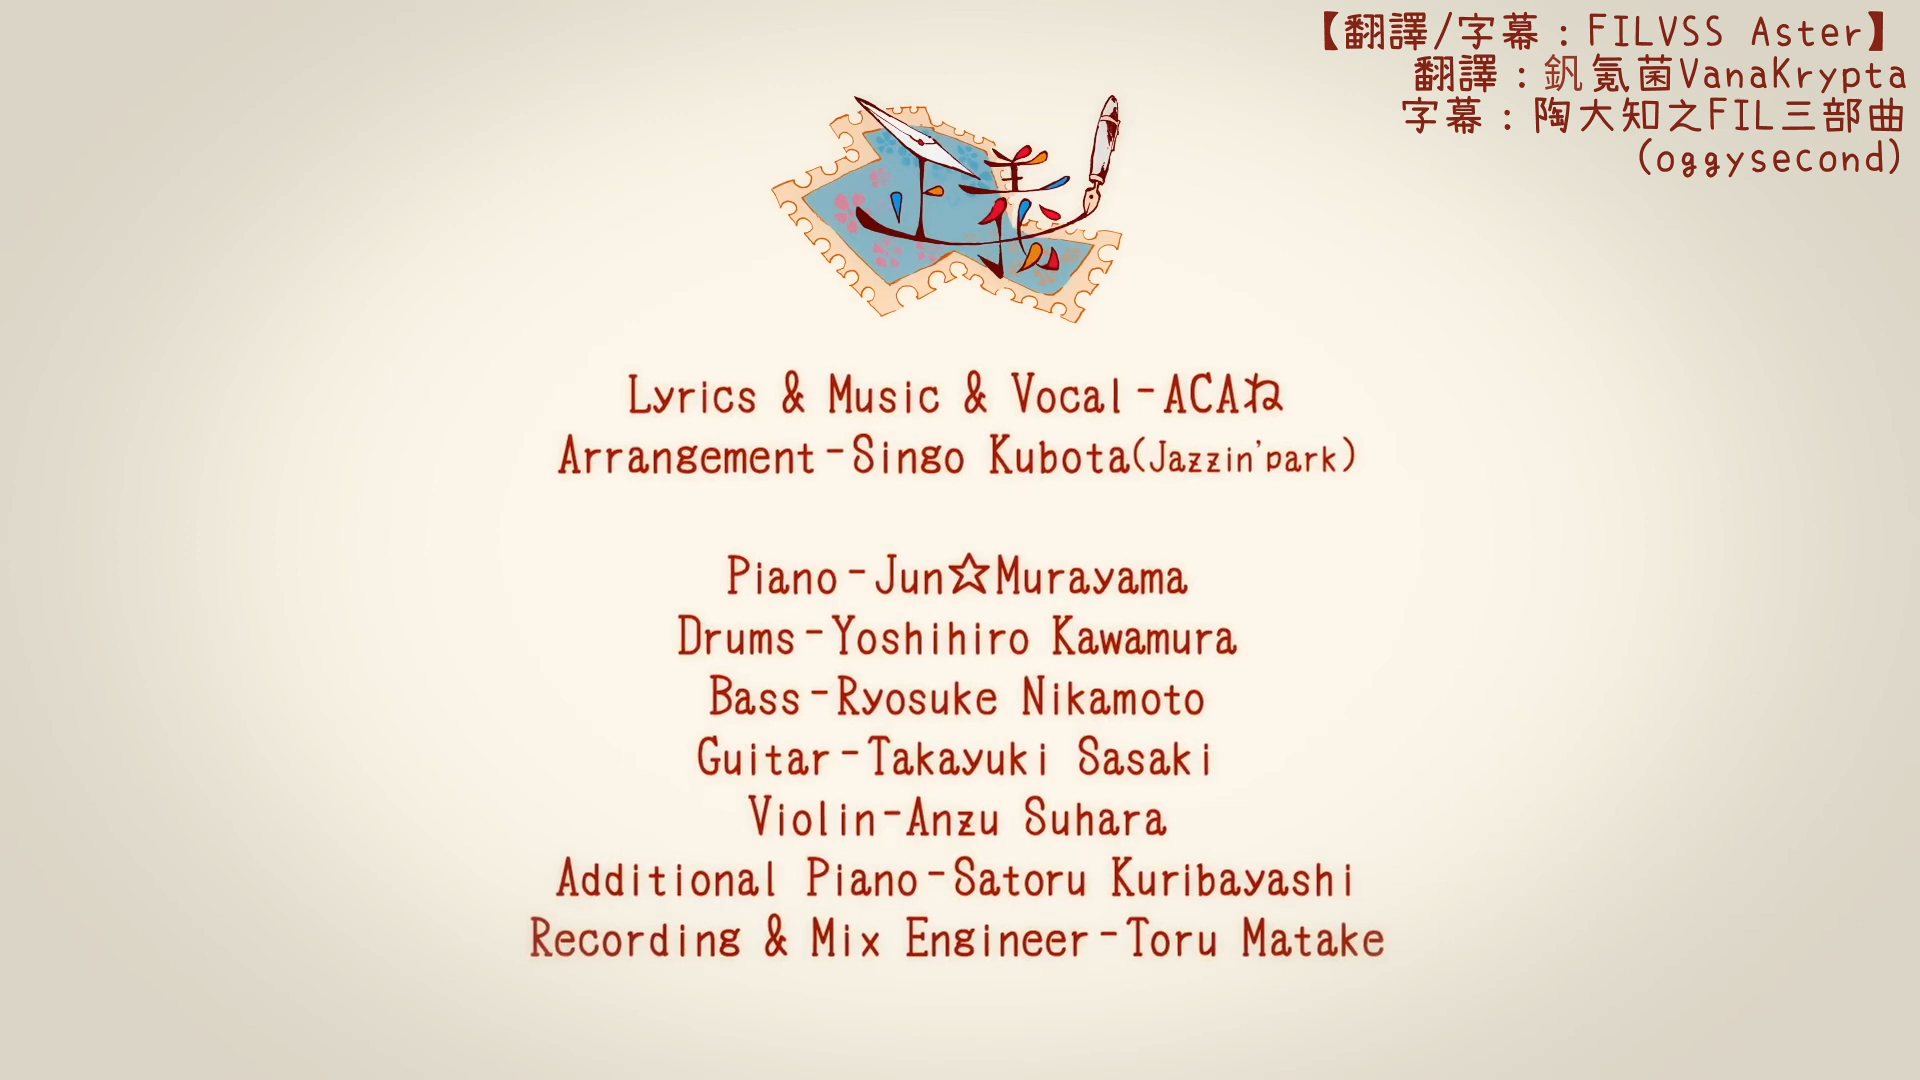 【翻譯/字幕：FILVSS Aster】
翻譯：釩氪菌VanaKrypta
字幕：陶大知之FIL三部曲
(oggysecond)
正義
Lyrics & Music & Vocal-ACAね
Arrangement-Singo Kubota(Jazzin'park)
Piano-Jun☆Murayama
Drums-Yoshihiro Kawamura
Bass-Ryosuke Nikamoto
Guitar-Takayuki Sasaki
Violin-Anzu Suhara
Additional Piano-Satoru Kuribayashi
Recording & Mix Engineer-Toru Matake